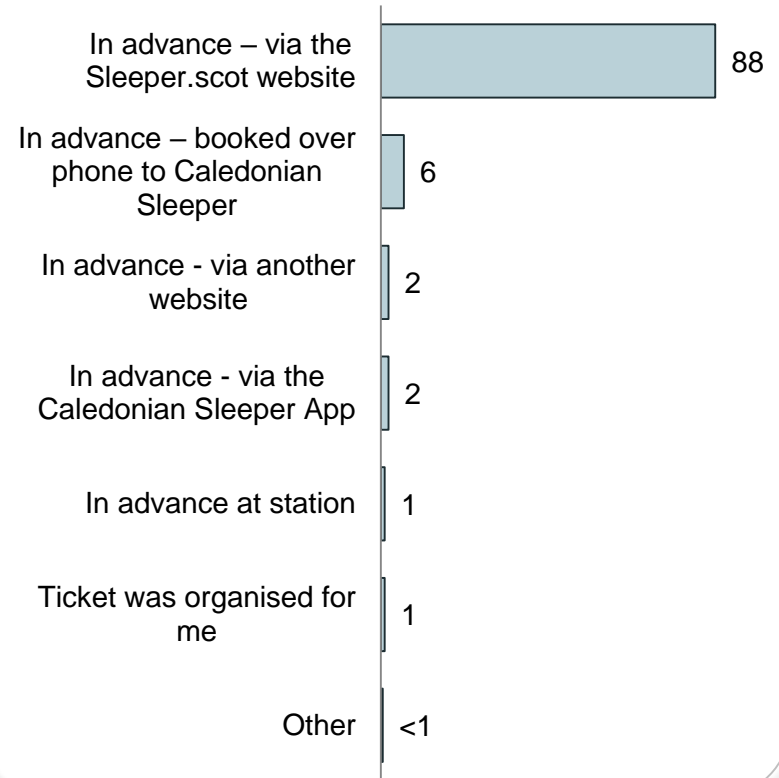 In advance – via the
Sleeper.scot website
88
In advance – booked over
phone to Caledonian
Sleeper
6
In advance - via another
website
2
In advance - via the
Caledonian Sleeper App
2
In advance at station
1
Ticket was organised for
me
1
Other
<1